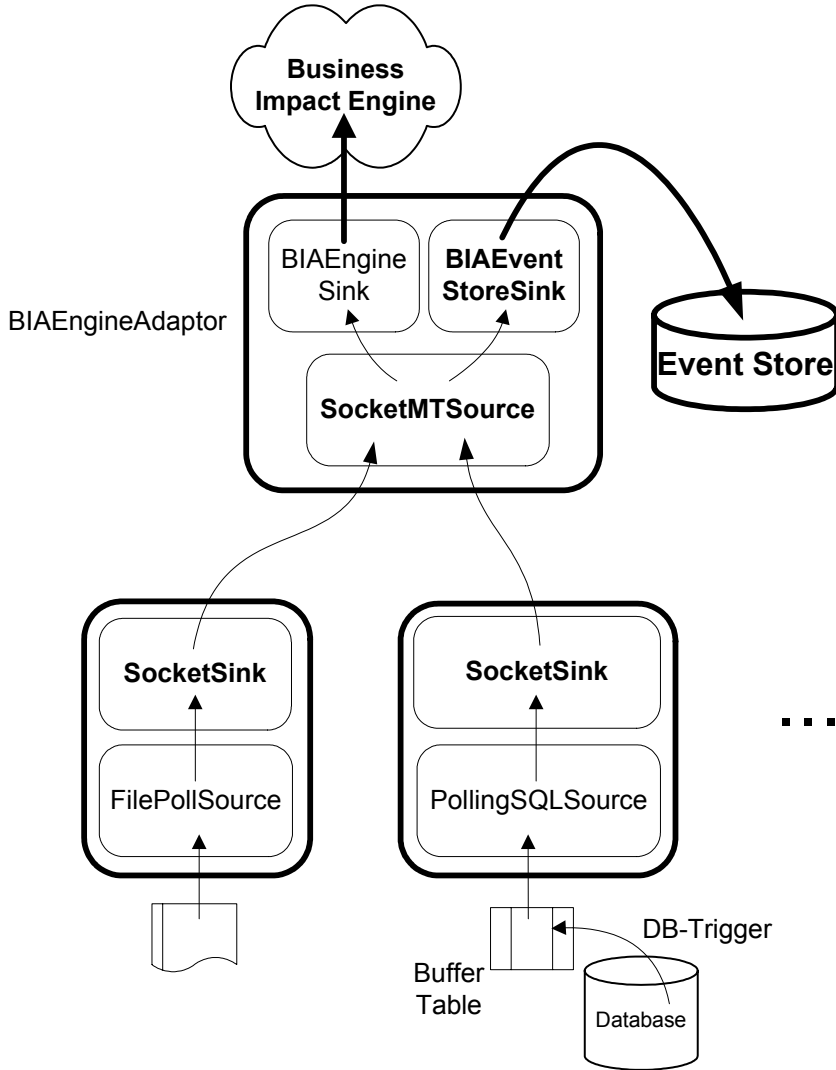 Business
Impact Engine
BIAEngine
Sink
BIAEvent
StoreSink
BIAEngineAdaptor
Event Store
SocketMTSource
SocketSink
SocketSink
FilePollSource
PollingSQLSource
DB-Trigger
Buffer
Table
Database